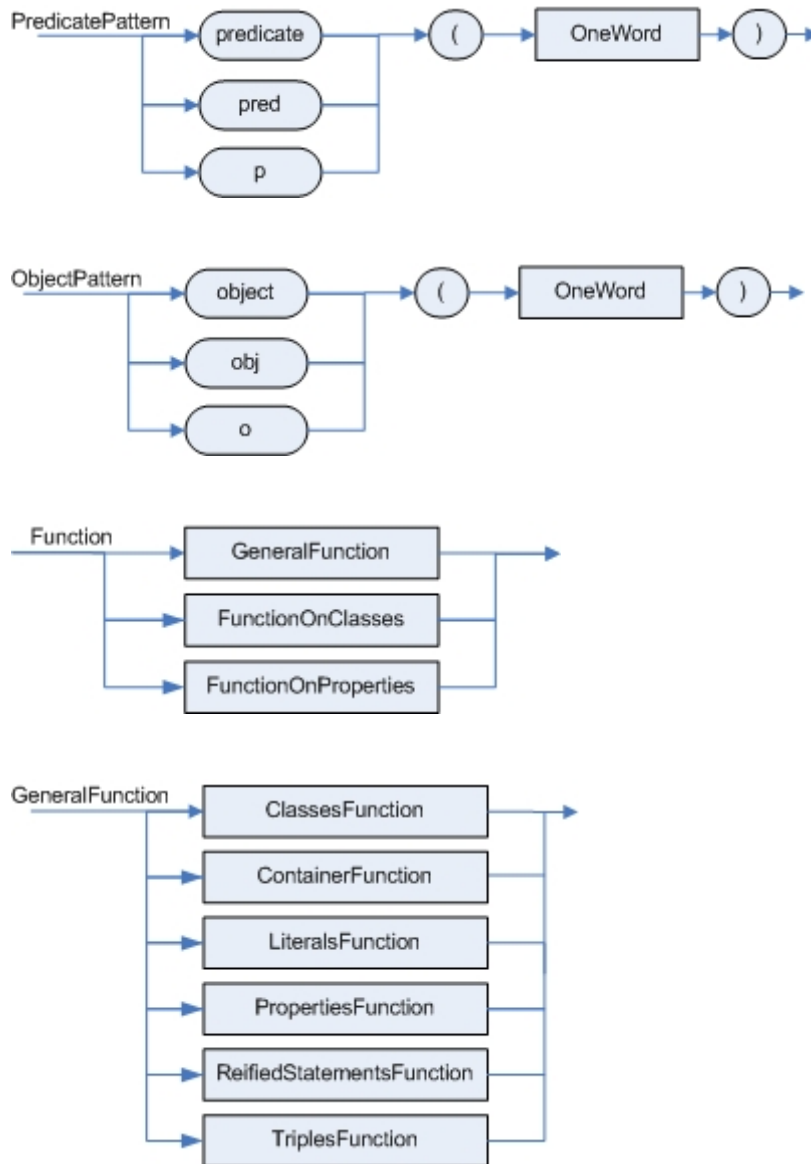 PredicatePattern
predicate ( OneWord )
pred
p
ObjectPattern
object ( OneWord )
obj
o
Function
GeneralFunction
FunctionOnClasses
FunctionOnProperties
GeneralFunction
ClassesFunction
ContainerFunction
LiteralsFunction
PropertiesFunction
ReifiedStatementsFunction
TriplesFunction